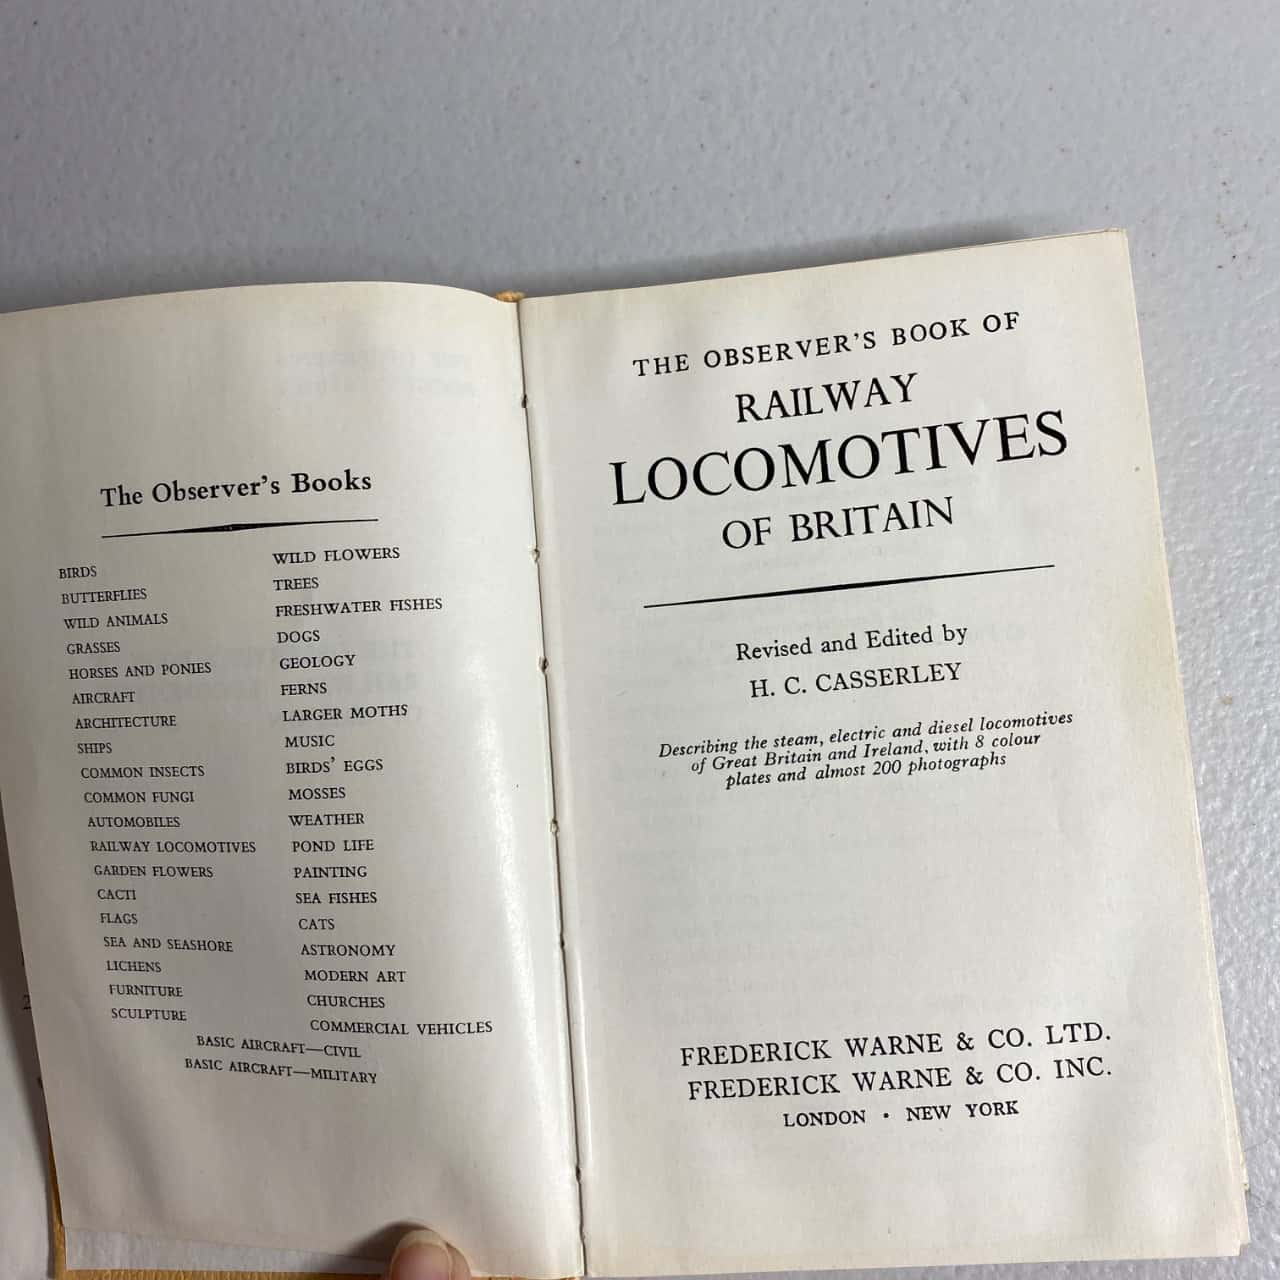 The Observer's Books
BIRDS
BUTTERFLIES
WILD ANIMALS
GRASSES
HORSES AND PONIES
AIRCRAFT
ARCHITECTURE
SHIPS
COMMON INSECTS
COMMON FUNGI
AUTOMOBILES
RAILWAY LOCOMOTIVES
GARDEN FLOWERS
CACTI
FLAGS
SEA AND SEASHORE
LICHENS
FURNITURE
SCULPTURE
WILD FLOWERS
TREES
FRESHWATER FISHES
DOGS
GEOLOGY
FERNS
LARGER MOTHS
MUSIC
BIRDS' EGGS
MOSSES
WEATHER
POND LIFE
PAINTING
SEA FISHES
CATS
ASTRONOMY
MODERN ART
CHURCHES
COMMERCIAL VEHICLES
BASIC AIRCRAFT—CIVIL
BASIC AIRCRAFT—MILITARY
THE OBSERVER'S BOOK OF
RAILWAY
LOCOMOTIVES
OF BRITAIN
Revised and Edited by
H. C. CASSERLEY
Describing the steam, electric and diesel locomotives
of Great Britain and Ireland, with 8 colour
plates and almost 200 photographs
FREDERICK WARNE & CO. LTD.
FREDERICK WARNE & CO. INC.
LONDON · NEW YORK